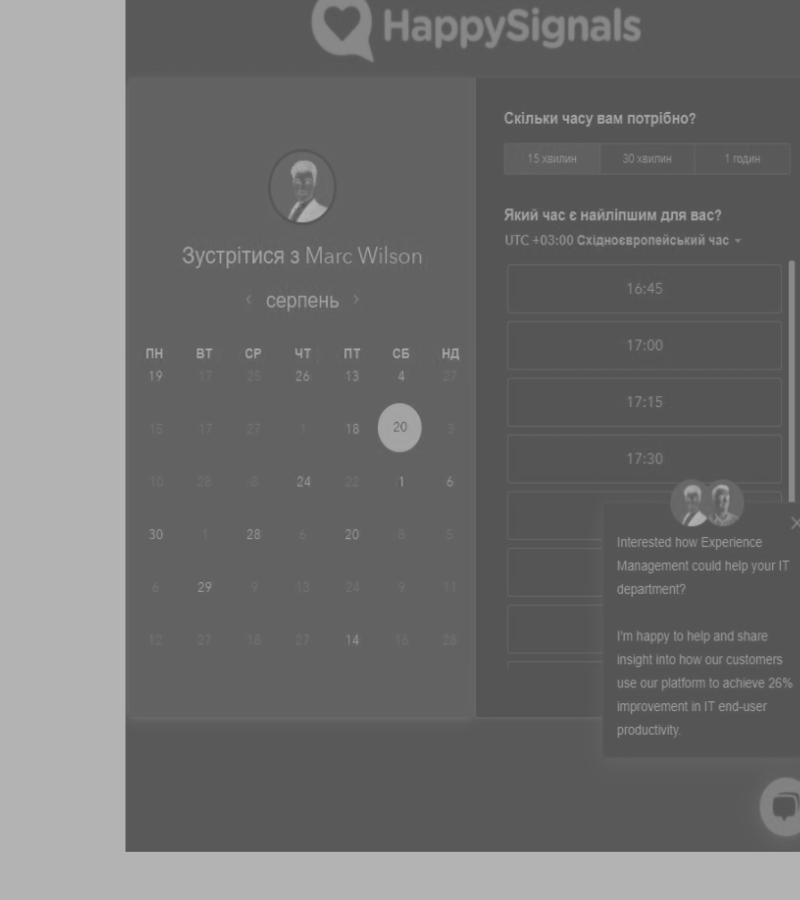 HappySignals
Зустрітися з Marc Wilson
серпень
ПН ВТ СР ЧТ ПТ СБ НД
19 17 25 26 13 4 27
15 17 27 1 18 20 3
10 28 8 24 22 1 6
30 1 28 6 20 8 5
6 29 9 13 24 9 11
12 27 18 27 14 16 28
Скільки часу вам потрібно?
15 хвилин 30 хвилин 1 годин
Який час є найліпшим для вас?
UTC +03:00 Східноєвропейський час
16:45
17:00
17:15
17:30
Interested how Experience
Management could help your IT
department?
I'm happy to help and share
insight into how our customers
use our platform to achieve 26%
improvement in IT end-user
productivity.